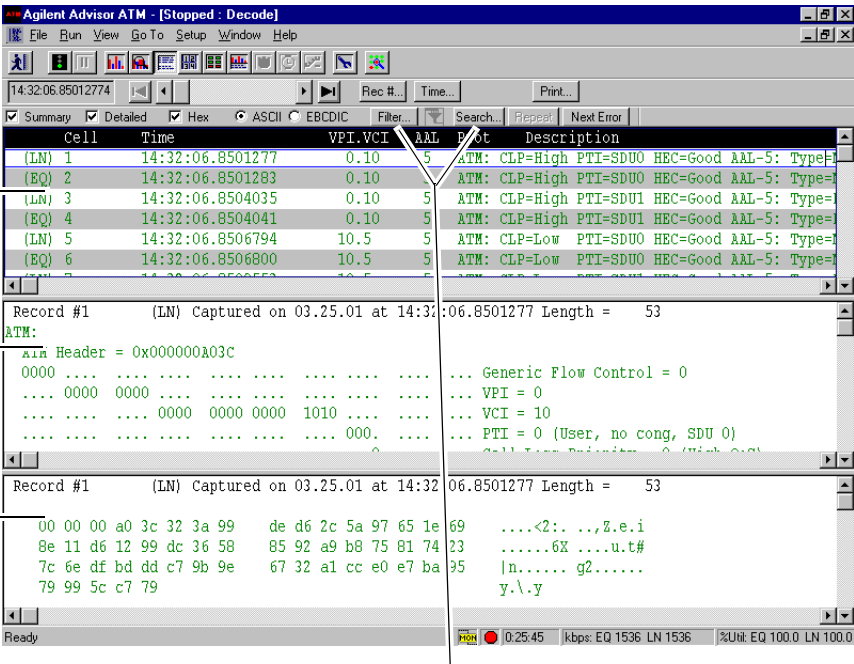 Agilent Advisor ATM - [Stopped : Decode]
File Run View Go To Setup Window Help
14:32:06.85012774 Rec #... Time... Print...
Summary Detailed Hex ASCII EBCDIC Filter... Search... Repeat Next Error
Cell Time VPI.VCI AAL Prot Description
(LN) 1 14:32:06.8501277 0.10 5 ATM: CLP=High PTI=SDU0 HEC=Good AAL-5: Type=
(EQ) 2 14:32:06.8501283 0.10 ATM: CLP=High PTI=SDU0 HEC=Good AAL-5: Type=
(LN) 3 14:32:06.8504035 0.10 5 ATM: CLP=High PTI=SDU1 HEC=Good AAL-5: Type=
(EQ) 4 14:32:06.8504041 0.10 5 ATM: CLP=High PTI=SDU1 HEC=Good AAL-5: Type=
(LN) 5 14:32:06.8506794 10.5 5 ATM: CLP=Low PTI=SDU0 HEC=Good AAL-5: Type=
(EQ) 6 14:32:06.8506800 10.5 5 ATM: CLP=Low PTI=SDU0 HEC=Good AAL-5: Type=
Record #1 (LN) Captured on 03.25.01 at 14:32:06.8501277 Length = 53
ATM:
ATM Header = 0x000000A03C
0000 .... .... .... .... .... .... .... .... .... Generic Flow Control = 0
.... 0000 0000 .... .... .... .... .... .... .... VPI = 0
.... .... .... 0000 0000 0000 1010 .... .... .... VCI = 10
.... .... .... .... .... .... .... 000. .... .... PTI = 0 (User, no cong, SDU 0)
Record #1 (LN) Captured on 03.25.01 at 14:32:06.8501277 Length = 53
00 00 00 a0 3c 32 3a 99 de d6 2c 5a 97 65 1e 69 ....<2:. ..,Z.e.i
8e 11 d6 12 99 dc 36 58 85 92 a9 b8 75 81 74 23 ......6X ....u.t#
7c 6e df bd dd c7 9b 9e 67 32 a1 cc e0 e7 ba 95 |n...... g2......
79 99 5c c7 79 y.\.y
Ready MON 0:25:45 kbps: EQ 1536 LN 1536 %Util: EQ 100.0 LN 100.0